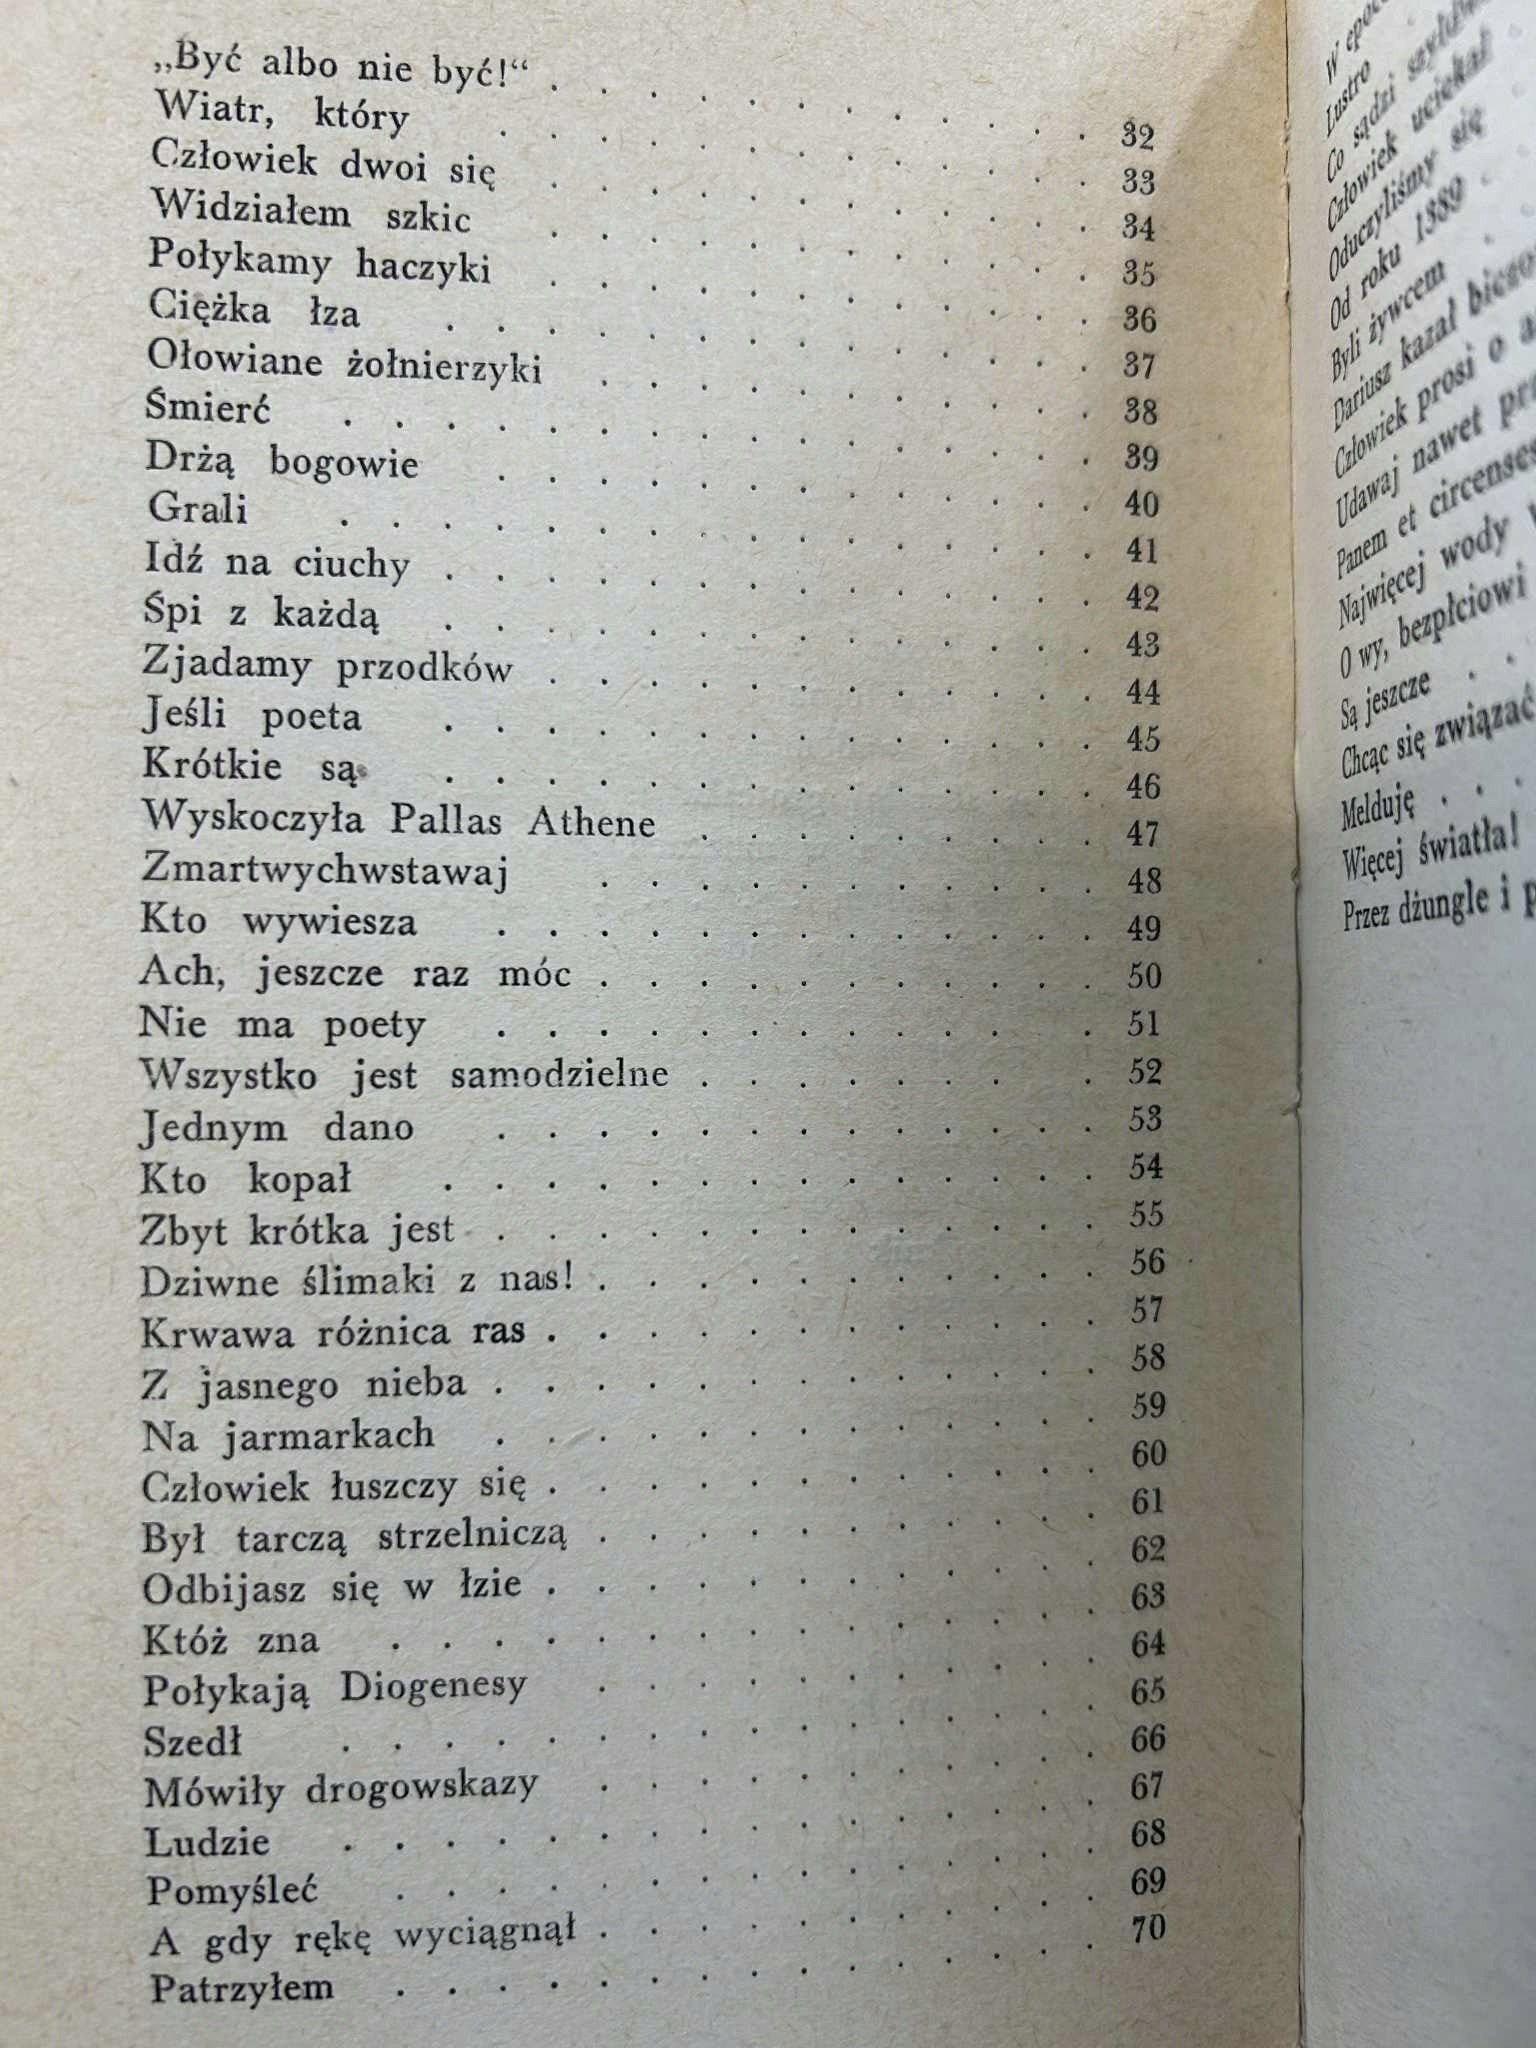 „Być albo nie być!“ . . . . . . . . . . . 32
Wiatr, który . . . . . . . . . . . . 33
Człowiek dwoi się . . . . . . . . . . . 34
Widziałem szkic . . . . . . . . . . . 35
Połykamy haczyki . . . . . . . . . . . 36
Ciężka łza . . . . . . . . . . . . . 37
Ołowiane żołnierzyki . . . . . . . . . . 38
Śmierć . . . . . . . . . . . . . . . 39
Drżą bogowie . . . . . . . . . . . . 40
Grali . . . . . . . . . . . . . . . 41
Idź na ciuchy . . . . . . . . . . . . . 42
Śpi z każdą . . . . . . . . . . . . . 43
Zjadamy przodków . . . . . . . . . . . 44
Jeśli poeta . . . . . . . . . . . . . 45
Krótkie są . . . . . . . . . . . . . 46
Wyskoczyła Pallas Athene . . . . . . . . 47
Zmartwychwstawaj . . . . . . . . . . 48
Kto wywiesza . . . . . . . . . . . . 49
Ach, jeszcze raz móc . . . . . . . . . . 50
Nie ma poety . . . . . . . . . . . . 51
Wszystko jest samodzielne . . . . . . . . 52
Jednym dano . . . . . . . . . . . . 53
Kto kopał . . . . . . . . . . . . . 54
Zbyt krótka jest . . . . . . . . . . . . 55
Dziwne ślimaki z nas! . . . . . . . . . . 56
Krwawa różnica ras . . . . . . . . . . . 57
Z jasnego nieba . . . . . . . . . . . . 58
Na jarmarkach . . . . . . . . . . . . 59
Człowiek łuszczy się . . . . . . . . . . . 60
Był tarczą strzelniczą . . . . . . . . . . 61
Odbijasz się w łzie . . . . . . . . . . . 62
Któż zna . . . . . . . . . . . . . . 63
Połykają Diogenesy . . . . . . . . . . 64
Szedł . . . . . . . . . . . . . . . 65
Mówiły drogowskazy . . . . . . . . . . 66
Ludzie . . . . . . . . . . . . . . . 67
Pomyśleć . . . . . . . . . . . . . . 68
A gdy rękę wyciągnął . . . . . . . . . . 69
Patrzyłem . . . . . . . . . . . . . . 70
W
Lustro
Co sądzi
Człowiek uciekał
Oduczyliśmy się
Od roku 1889
Byli żywcem
Dariusz kazał
Człowiek prosi o
Udawaj nawet
Panem et circenses
Najwięcej wody
O wy, bezpłciowi
Są jeszcze . .
Chcąc się związać
Melduję . . .
Więcej światła!
Przez dżungle i